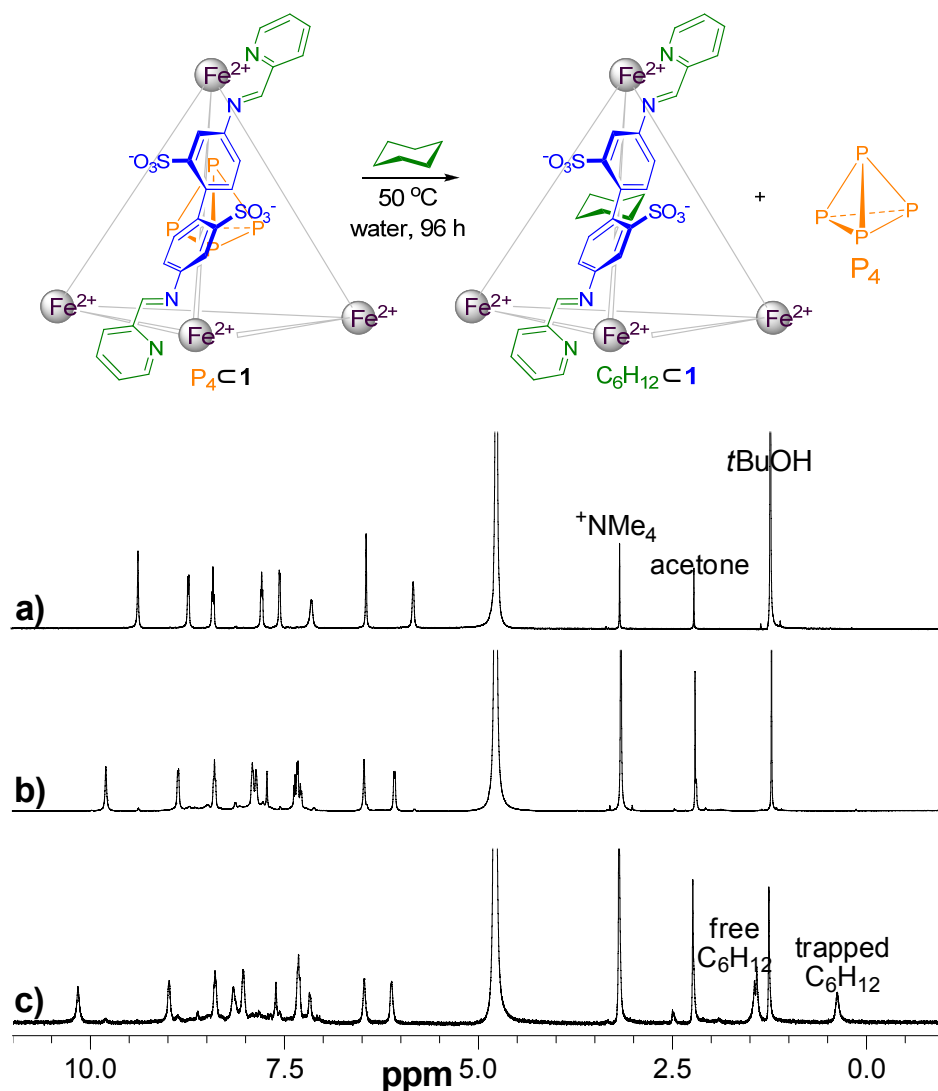 N
Fe²⁺
N
⁻O₃S
P
SO₃⁻
P
P
P
N
Fe²⁺
Fe²⁺
Fe²⁺
N
P₄⊂1
50 °C
water, 96 h
N
Fe²⁺
N
⁻O₃S
SO₃⁻
N
Fe²⁺
Fe²⁺
Fe²⁺
N
C₆H₁₂⊂1
+
P
P
P
P
P₄
tBuOH
⁺NMe₄
acetone
a)
b)
free
C₆H₁₂
trapped
C₆H₁₂
c)
10.0 7.5 5.0 2.5 0.0
ppm